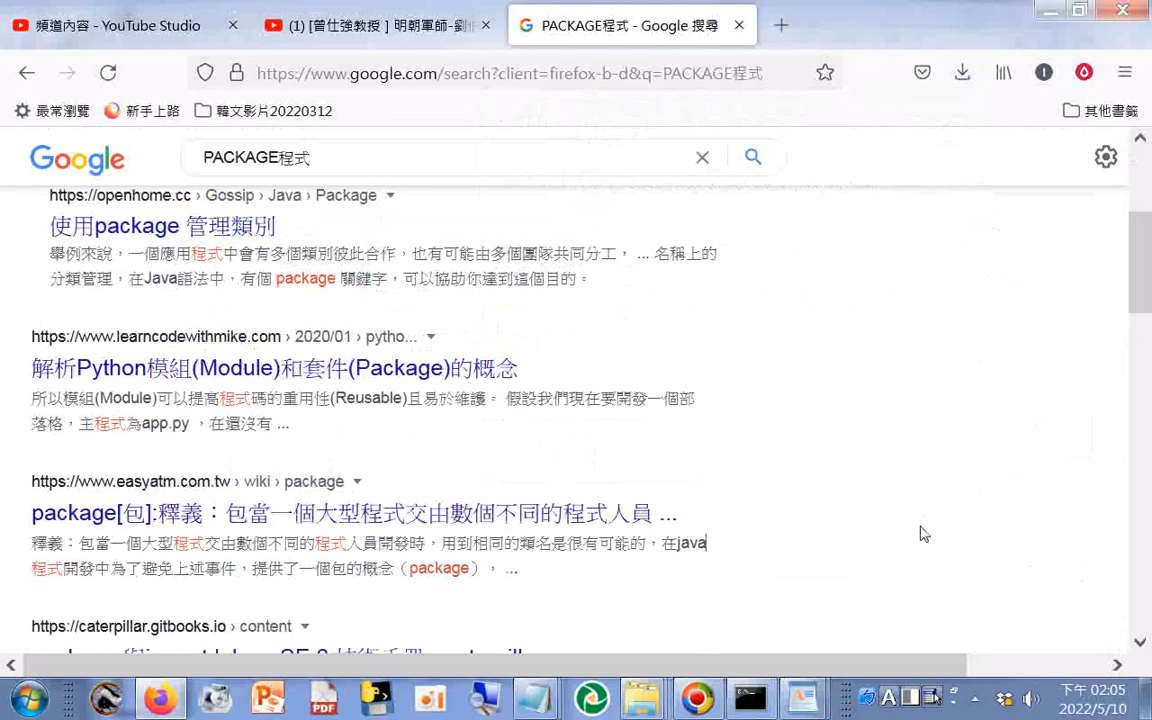 頻道內容 - YouTube Studio
(1) [曾仕強教授 ] 明朝軍師-劉
PACKAGE程式 - Google 搜尋
https://www.google.com/search?client=firefox-b-d&q=PACKAGE程式
最常瀏覽
新手上路
韓文影片20220312
其他書籤
Google
PACKAGE程式
https://openhome.cc › Gossip › Java › Package
使用package 管理類別
舉例來說，一個應用程式中會有多個類別彼此合作，也有可能由多個團隊共同分工， ... 名稱上的
分類管理，在Java語法中，有個 package 關鍵字，可以協助你達到這個目的。
https://www.learncodewithmike.com › 2020/01 › pytho...
解析Python模組(Module)和套件(Package)的概念
所以模組(Module)可以提高程式碼的重用性(Reusable)且易於維護。 假設我們現在要開發一個部
落格，主程式為app.py ，在還沒有 ...
https://www.easyatm.com.tw › wiki › package
package[包]:釋義：包當一個大型程式交由數個不同的程式人員 ...
釋義：包當一個大型程式交由數個不同的程式人員開發時，用到相同的類名是很有可能的，在java
程式開發中為了避免上述事件，提供了一個包的概念（package）， ...
https://caterpillar.gitbooks.io › content
PDF
下午 02:05
2022/5/10